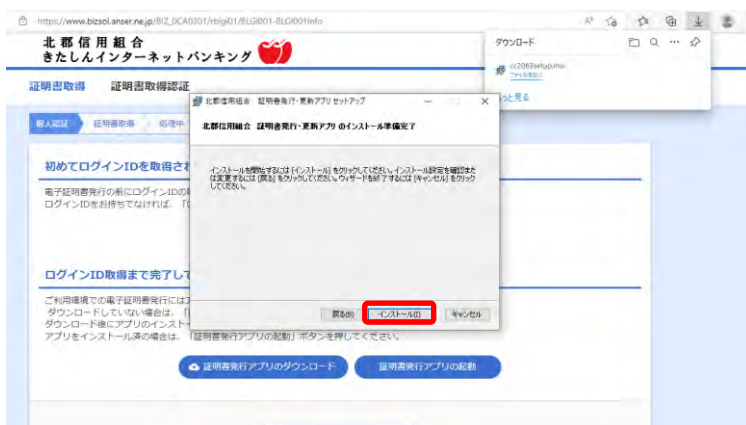 https://www.bizsol.anser.ne.jp/BIZ_0CA0301/rblgi01/BLGI001-BLGI001Info
北郡信用組合
きたしんインターネットバンキング
ダウンロード
cc2083setup.msi
ファイルを開く
っと見る
証明書取得 証明書取得認証
個人認証 証明書取得 処理中
北郡信用組合 証明書発行・更新アプリ セットアップ
北郡信用組合 証明書発行・更新アプリ のインストール準備完了
インストールを開始するには [インストール] をクリックしてください。インストール設定を確認また
は変更するには [戻る] をクリックしてください。ウィザードを終了するには [キャンセル] をクリック
してください。
戻る(B) インストール(I) キャンセル
初めてログインIDを取得され
電子証明書発行の前にログインIDの
ログインIDをお持ちでなければ、「
ログインID取得まで完了して
ご利用環境での電子証明書発行には
ダウンロードしていない場合は、「
ダウンロード後にアプリのインスト
アプリをインストール済の場合は、「証明書発行アプリの起動」ボタンを押してください。
証明書発行アプリのダウンロード 証明書発行アプリの起動